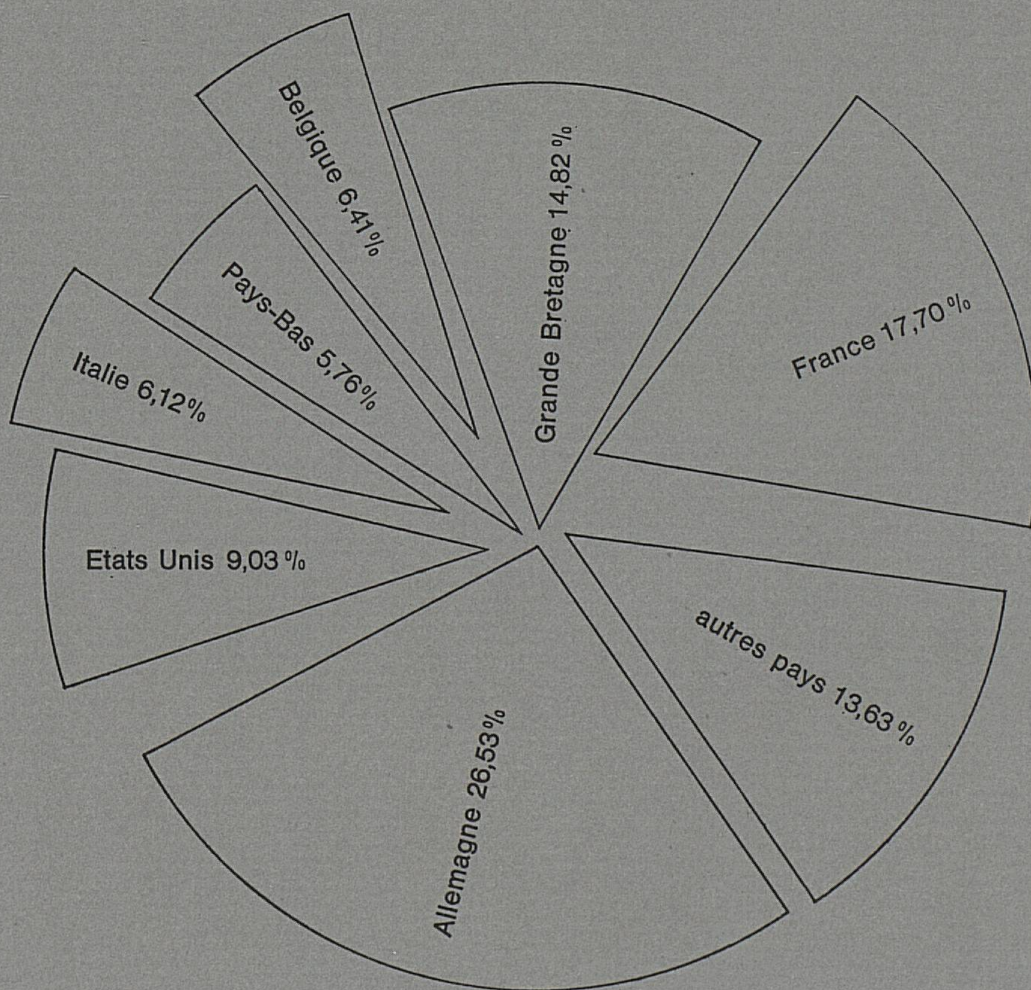 Belgique 6,41%
Grande Bretagne 14,82%
France 17,70%
Pays-Bas 5,76%
Italie 6,12%
Etats Unis 9,03%
autres pays 13,63%
Allemagne 26,53%